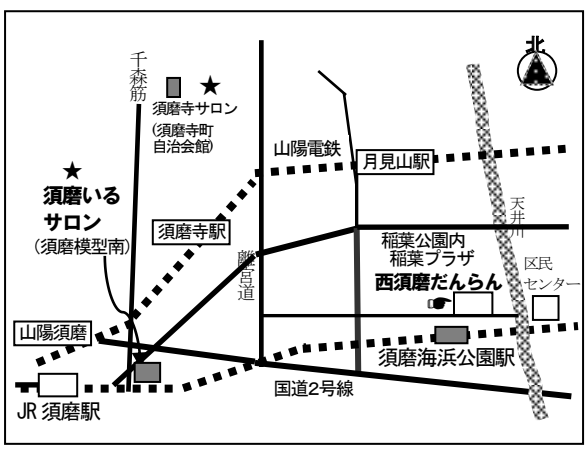 北
千森筋
★
須磨寺サロン
(須磨寺町
自治会館)
山陽電鉄
月見山駅
★
須磨いる
サロン
(須磨模型南)
須磨寺駅
離宮道
天井川
稲葉公園内
稲葉プラザ
区民
センター
西須磨だんらん
☛
山陽須磨
須磨海浜公園駅
国道2号線
JR 須磨駅